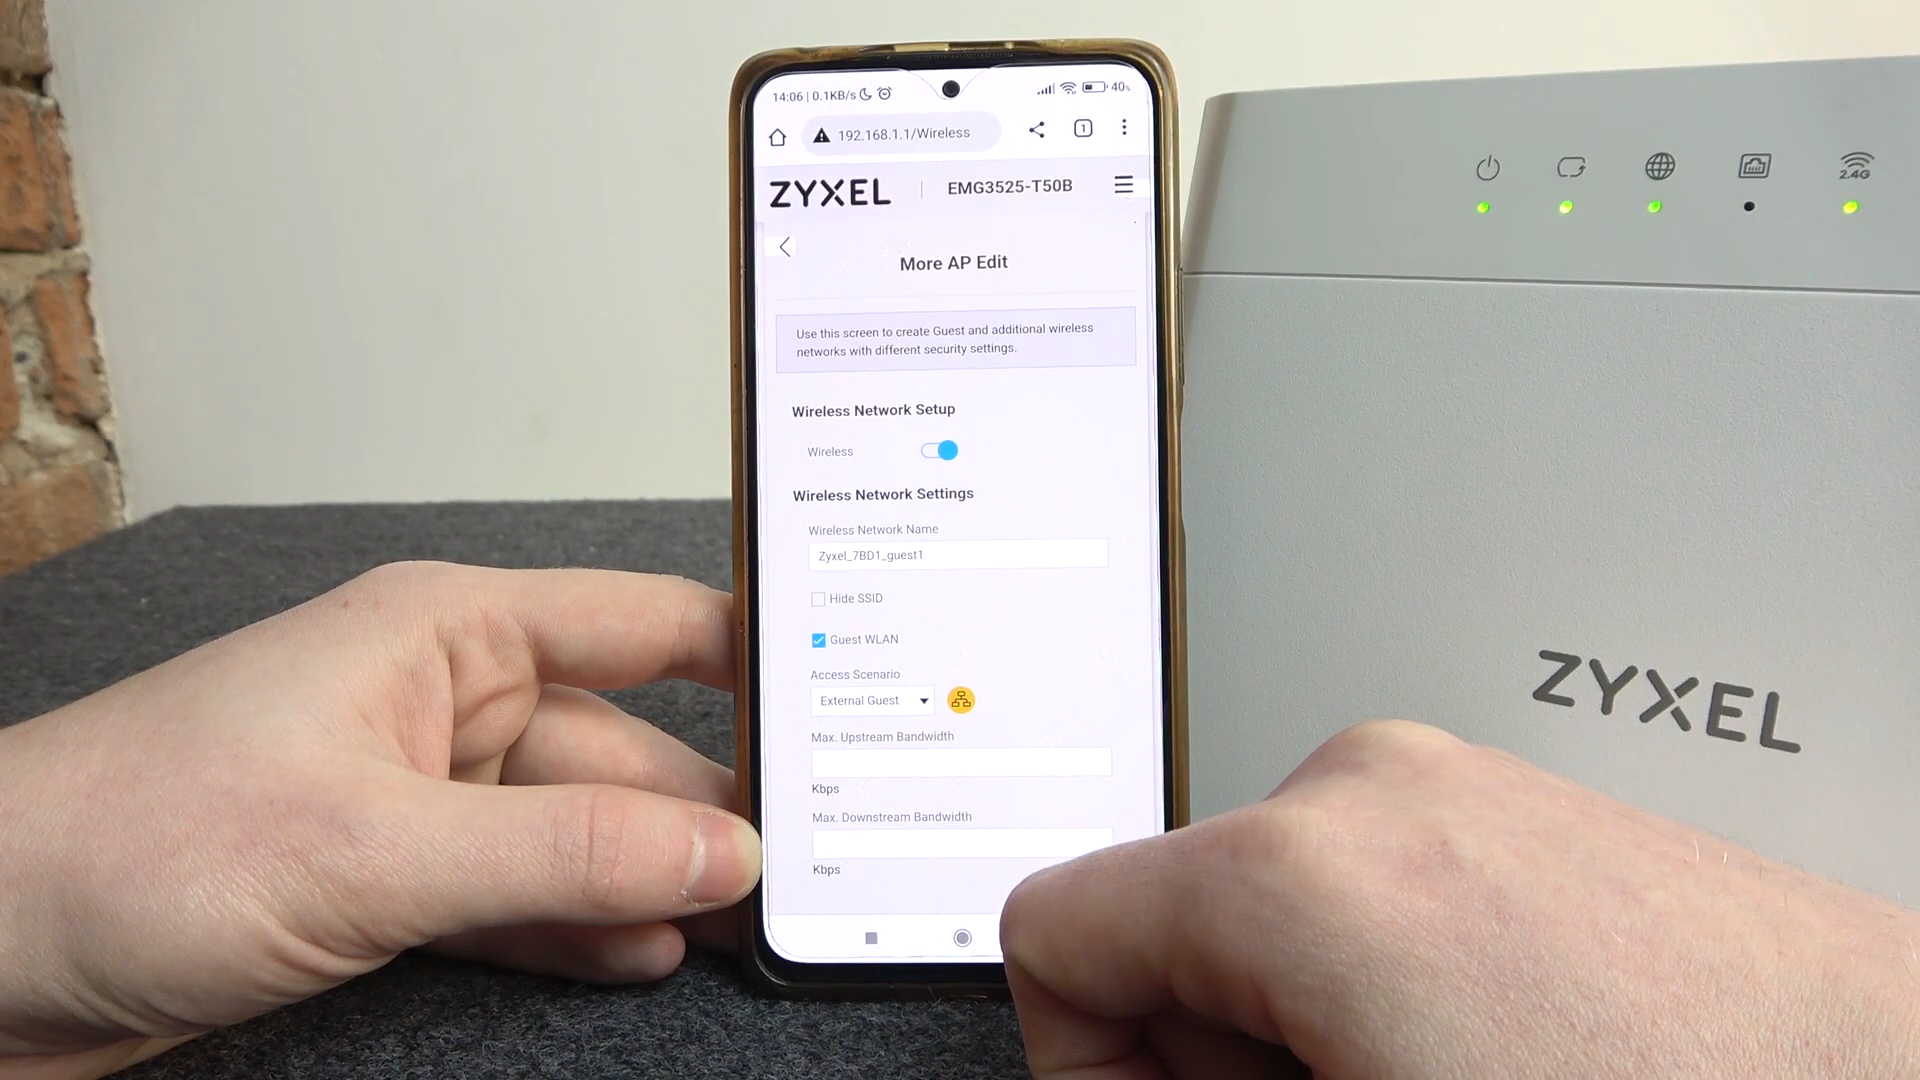 14:06 | 0.1KB/s
40%
192.168.1.1/Wireless
1
ZYXEL | EMG3525-T50B
More AP Edit
Use this screen to create Guest and additional wireless
networks with different security settings.
Wireless Network Setup
Wireless
Wireless Network Settings
Wireless Network Name
Zyxel_7BD1_guest1
Hide SSID
Guest WLAN
Access Scenario
External Guest
Max. Upstream Bandwidth
Kbps
Max. Downstream Bandwidth
Kbps
2.4G
ZYXEL